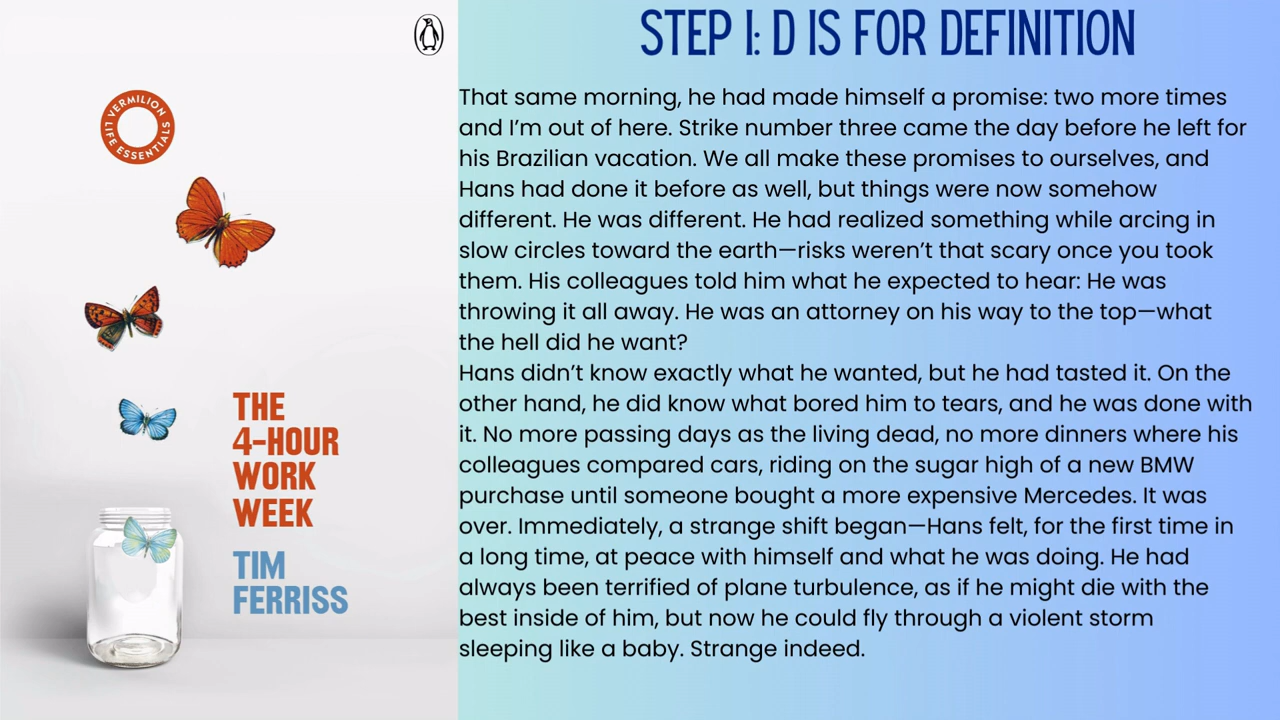 VERMILION
LIFE ESSENTIALS
THE
4-HOUR
WORK
WEEK
TIM
FERRISS
STEP I: D IS FOR DEFINITION
That same morning, he had made himself a promise: two more times
and I’m out of here. Strike number three came the day before he left for
his Brazilian vacation. We all make these promises to ourselves, and
Hans had done it before as well, but things were now somehow
different. He was different. He had realized something while arcing in
slow circles toward the earth—risks weren’t that scary once you took
them. His colleagues told him what he expected to hear: He was
throwing it all away. He was an attorney on his way to the top—what
the hell did he want?
Hans didn’t know exactly what he wanted, but he had tasted it. On the
other hand, he did know what bored him to tears, and he was done with
it. No more passing days as the living dead, no more dinners where his
colleagues compared cars, riding on the sugar high of a new BMW
purchase until someone bought a more expensive Mercedes. It was
over. Immediately, a strange shift began—Hans felt, for the first time in
a long time, at peace with himself and what he was doing. He had
always been terrified of plane turbulence, as if he might die with the
best inside of him, but now he could fly through a violent storm
sleeping like a baby. Strange indeed.